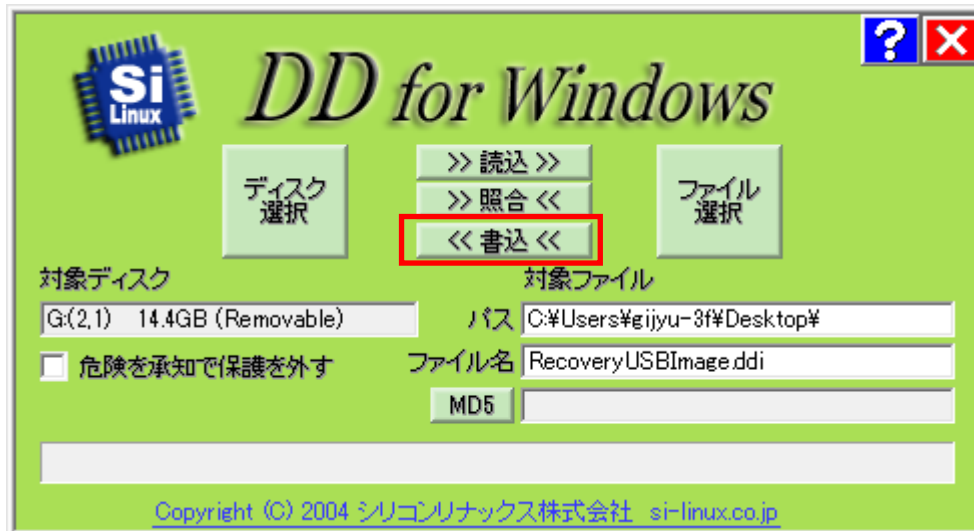 Si
Linux
DD for Windows
?
ディスク
選択
>> 読込 >>
>> 照合 <<
<< 書込 <<
ファイル
選択
対象ディスク
対象ファイル
G:(2,1) 14.4GB (Removable)
パス C:¥Users¥gijyu-3f¥Desktop¥
危険を承知で保護を外す
ファイル名 RecoveryUSBImage.ddi
MD5
Copyright (C) 2004 シリコンリナックス株式会社 si-linux.co.jp